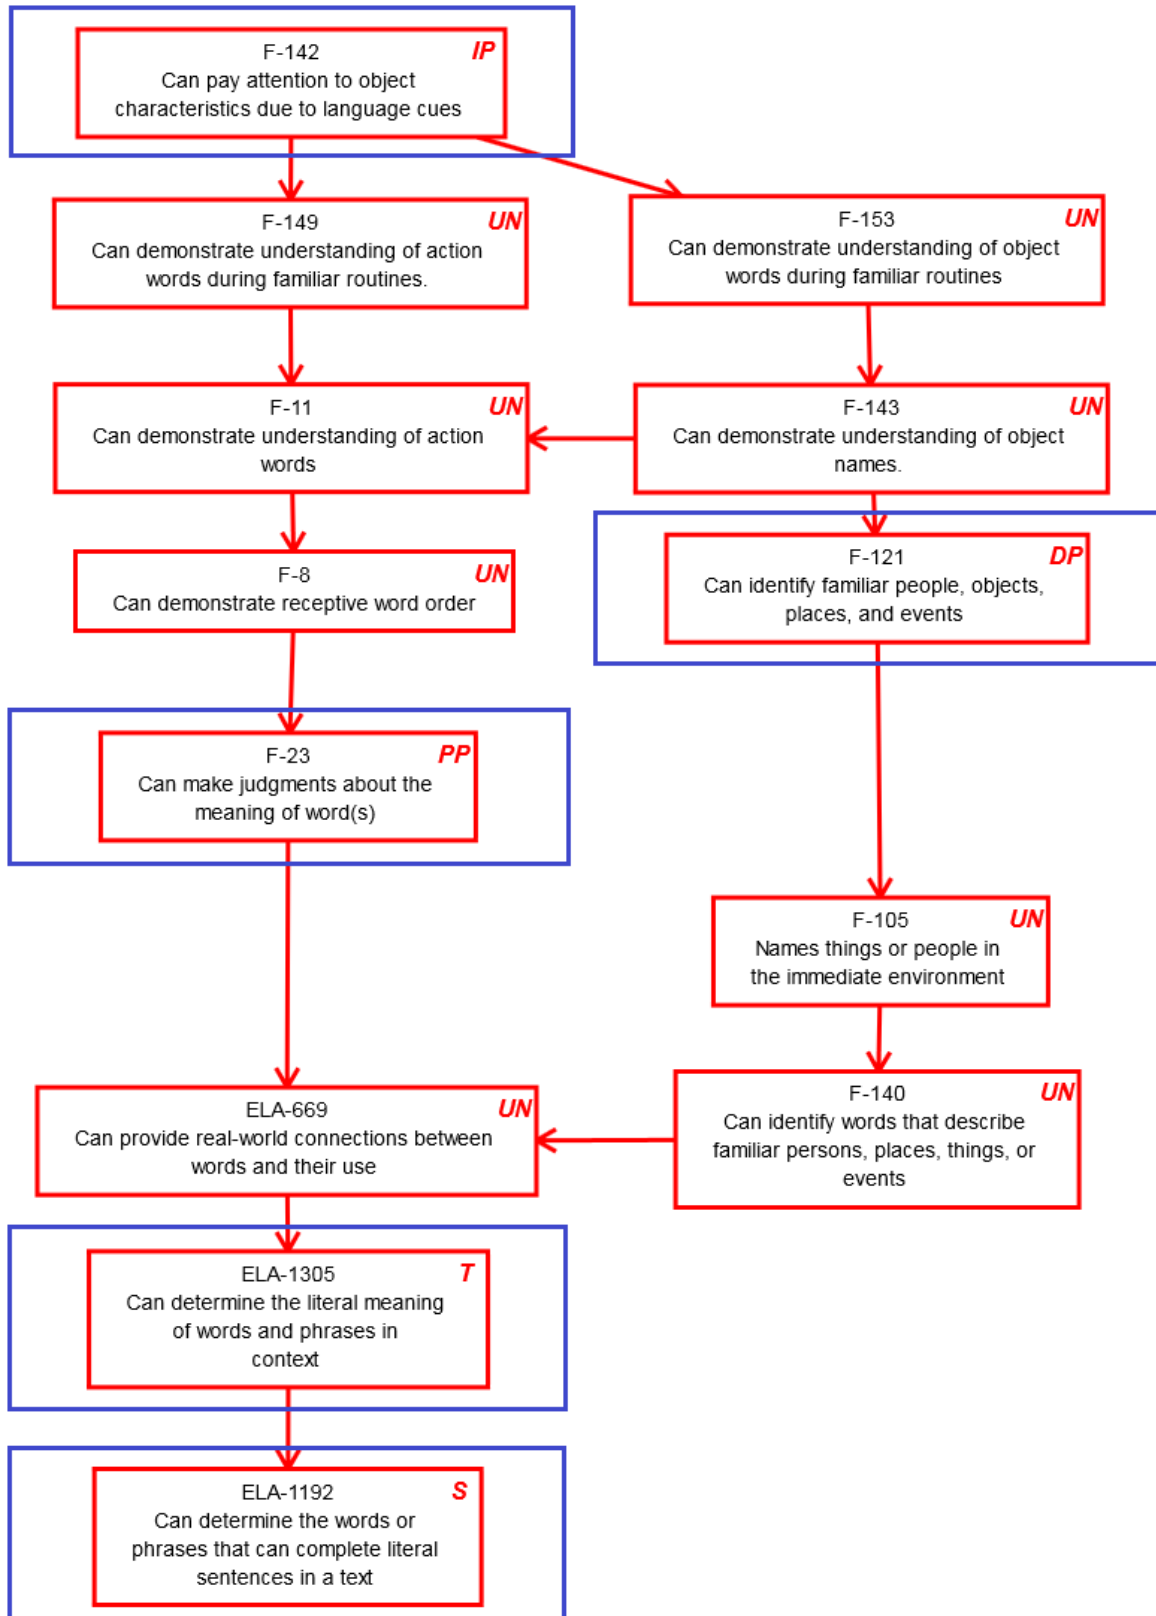 F-142 IP
Can pay attention to object
characteristics due to language cues
F-149 UN
Can demonstrate understanding of action
words during familiar routines.
F-153 UN
Can demonstrate understanding of object
words during familiar routines
F-11 UN
Can demonstrate understanding of action
words
F-143 UN
Can demonstrate understanding of object
names.
F-8 UN
Can demonstrate receptive word order
F-121 DP
Can identify familiar people, objects,
places, and events
F-23 PP
Can make judgments about the
meaning of word(s)
F-105 UN
Names things or people in
the immediate environment
ELA-669 UN
Can provide real-world connections between
words and their use
F-140 UN
Can identify words that describe
familiar persons, places, things, or
events
ELA-1305 T
Can determine the literal meaning
of words and phrases in
context
ELA-1192 S
Can determine the words or
phrases that can complete literal
sentences in a text